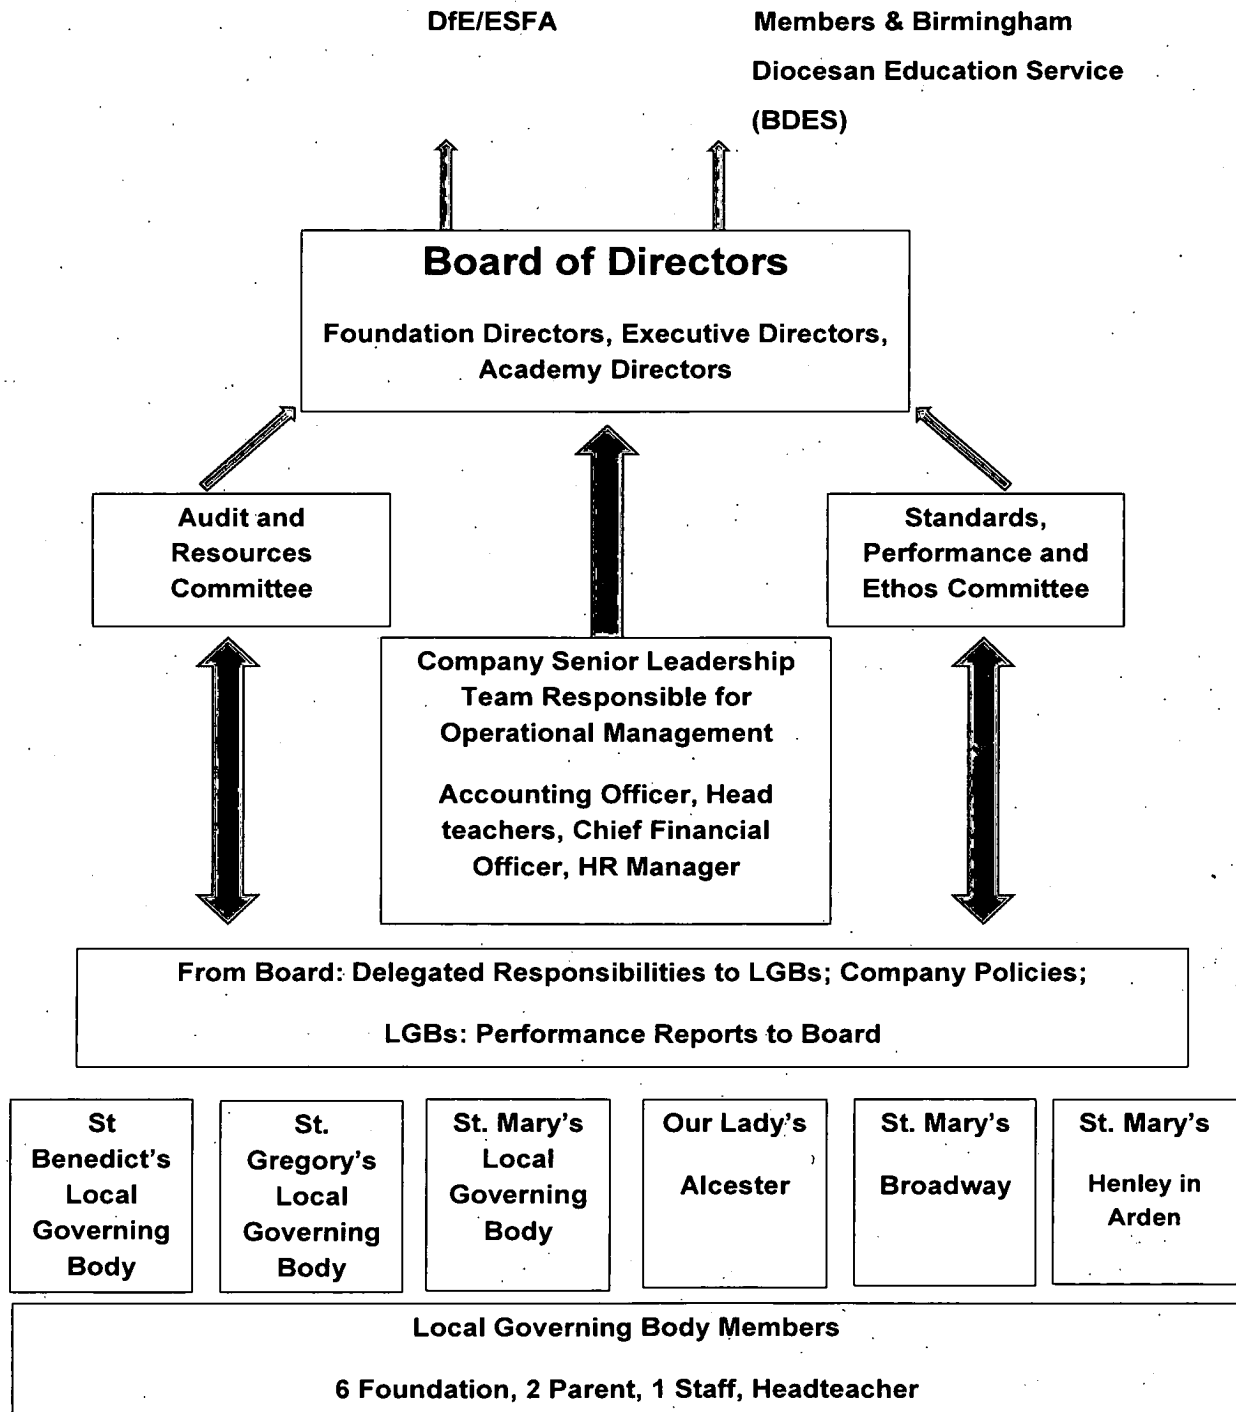 DfE/ESFA
Members & Birmingham
Diocesan Education Service
(BDES)
Board of Directors
Foundation Directors, Executive Directors,
Academy Directors
Audit and
Resources
Committee
Standards,
Performance and
Ethos Committee
Company Senior Leadership
Team Responsible for
Operational Management
Accounting Officer, Head
teachers, Chief Financial
Officer, HR Manager
From Board: Delegated Responsibilities to LGBs; Company Policies;
LGBs: Performance Reports to Board
St
Benedict's
Local
Governing
Body
St.
Gregory's
Local
Governing
Body
St. Mary's
Local
Governing
Body
Our Lady's
Alcester
St. Mary's
Broadway
St. Mary's
Henley in
Arden
Local Governing Body Members
6 Foundation, 2 Parent, 1 Staff, Headteacher